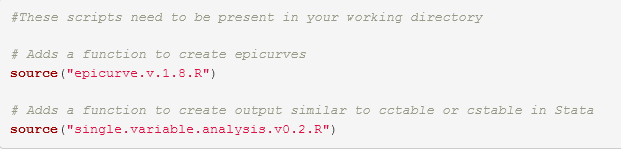 #These scripts need to be present in your working directory
# Adds a function to create epicurves
source("epicurve.v.1.8.R")
# Adds a function to create output similar to cctable or cstable in Stata
source("single.variable.analysis.v0.2.R")